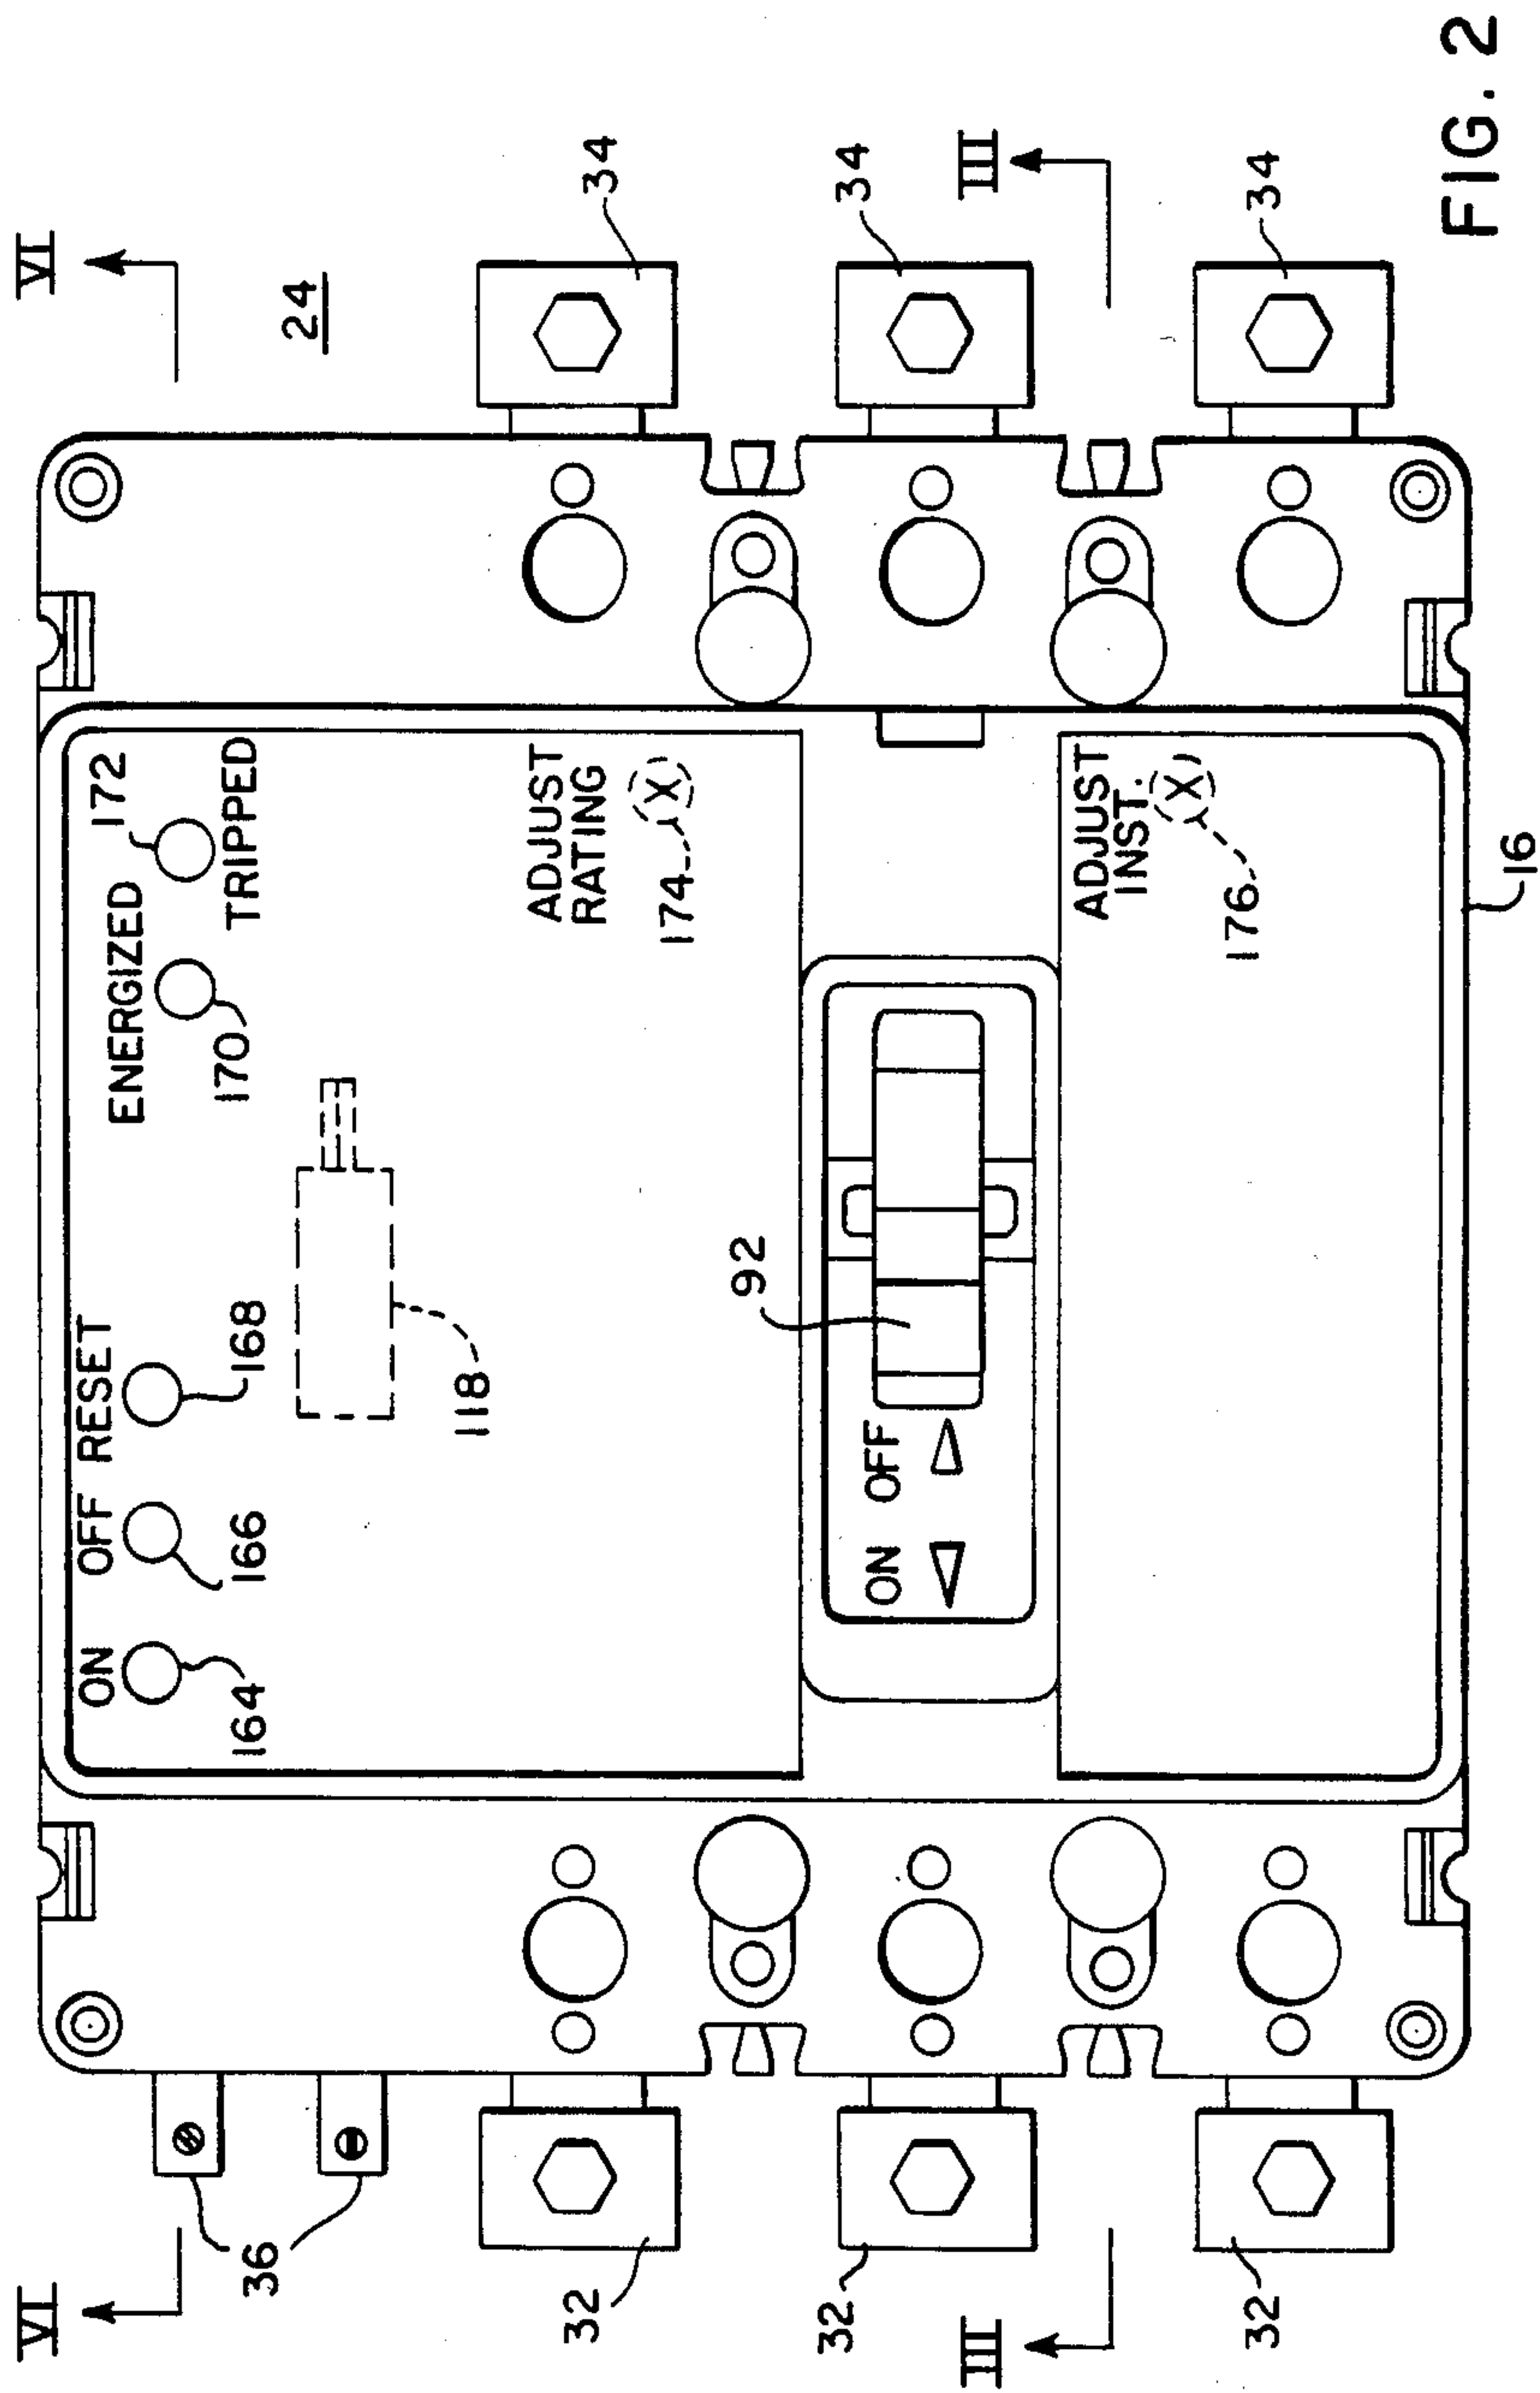 VI
VI
36
24
ON OFF RESET
ENERGIZED
172
164
166
168
170
TRIPPED
118
32
34
ADJUST
RATING
174
X
92
32
34
ON OFF
III
III
ADJUST
INST.
X
176
32
34
16
FIG. 2